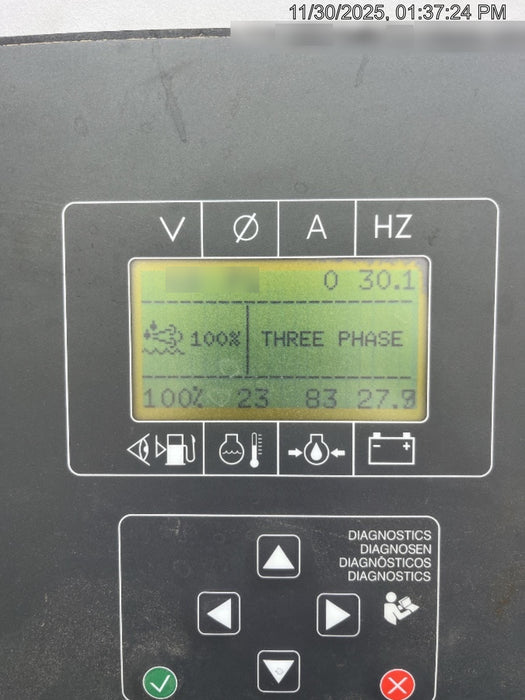 11/30/2025, 01:37:24 PM
V Ø A HZ
0 30.1
100% THREE PHASE
100% 23 83 27.9
DIAGNOSTICS
DIAGNOSEN
DIAGNÓSTICOS
DIAGNOSTICS